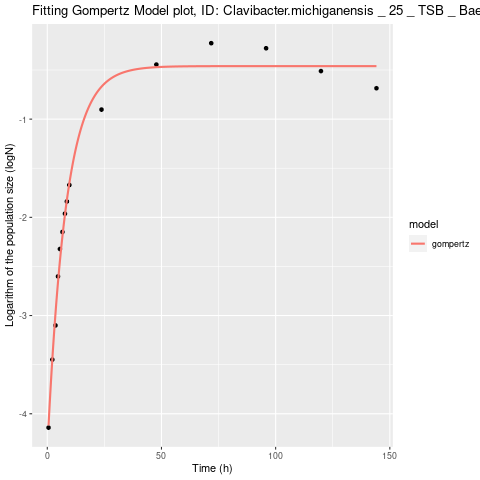 Fitting Gompertz Model plot, ID: Clavibacter.michiganensis _ 25 _ TSB _ Bae
-1
-2
-3
-4
0
50
100
150
Time (h)
Logarithm of the population size (logN)
model
gompertz